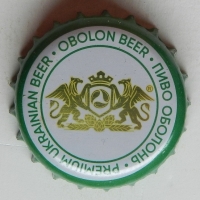 OBOLON BEER • ПИВО ОБОЛОНЬ • PREMIUM UKRAINIAN BEER •
®